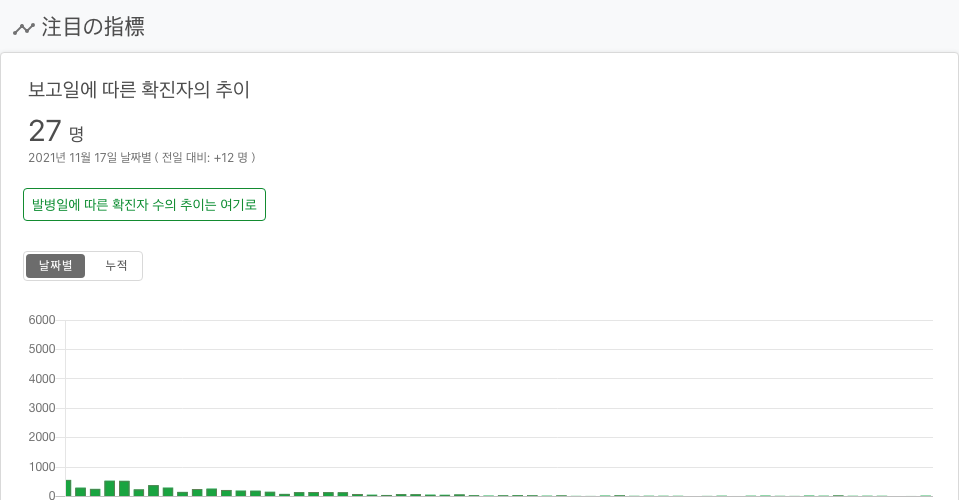 注目の指標
보고일에 따른 확진자의 추이
27 명
2021년 11월 17일 날짜별 ( 전일 대비: +12 명 )
발병일에 따른 확진자 수의 추이는 여기로
날짜별 누적
6000
5000
4000
3000
2000
1000
0